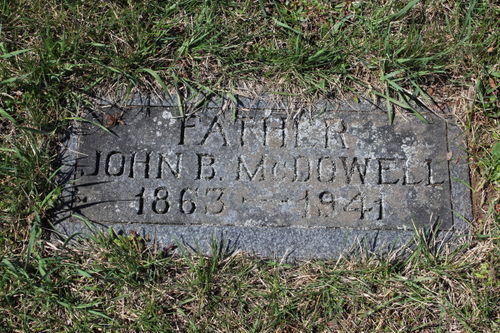 FATHER
JOHN B. McDOWELL
1863 - 1941